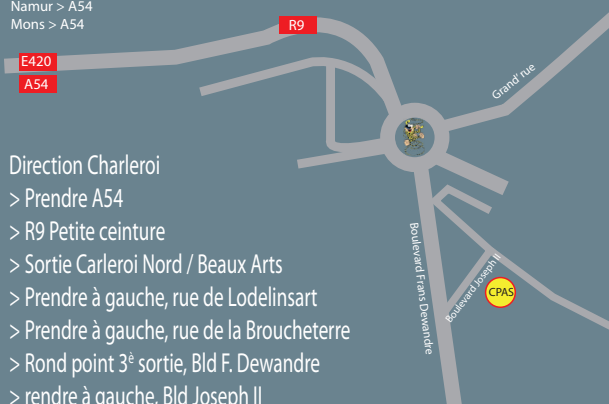 Namur > A54
Mons > A54
R9
E420
A54
Grand' rue
Direction Charleroi
> Prendre A54
> R9 Petite ceinture
> Sortie Carleroi Nord / Beaux Arts
> Prendre à gauche, rue de Lodelinsart
> Prendre à gauche, rue de la Broucheterre
> Rond point 3è sortie, Bld F. Dewandre
> rendre à gauche, Bld Joseph II
Boulevard Frans Dewandre
Boulevard Joseph II
CPAS